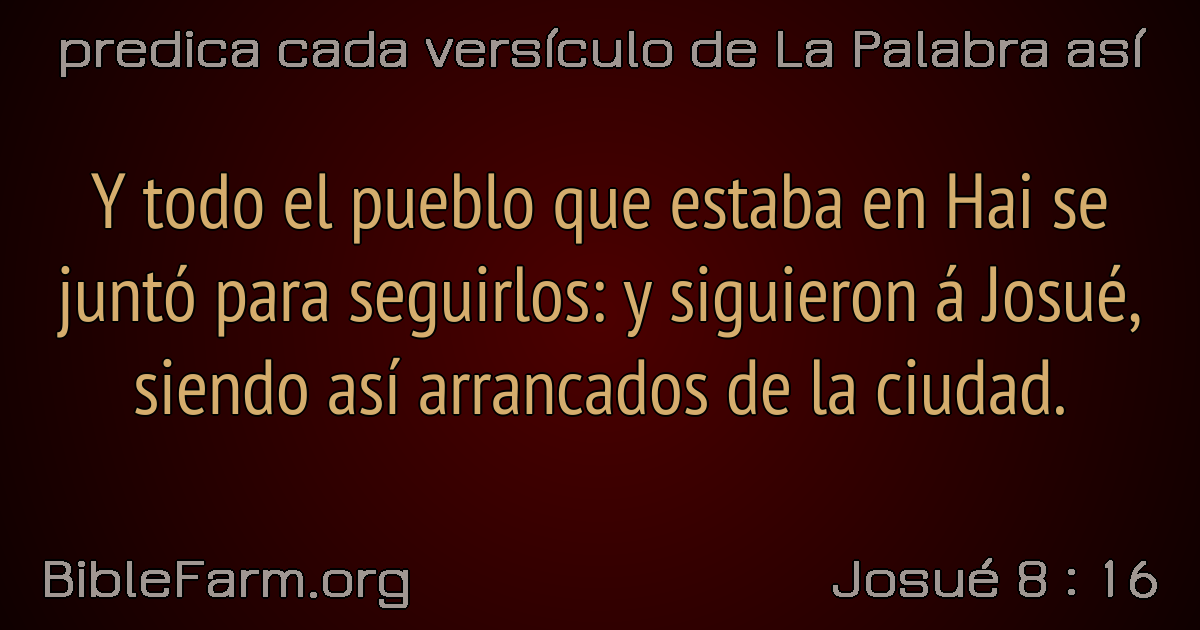 predica cada versículo de La Palabra así
Y todo el pueblo que estaba en Hai se
juntó para seguirlos: y siguieron á Josué,
siendo así arrancados de la ciudad.
BibleFarm.org
Josué 8 : 16